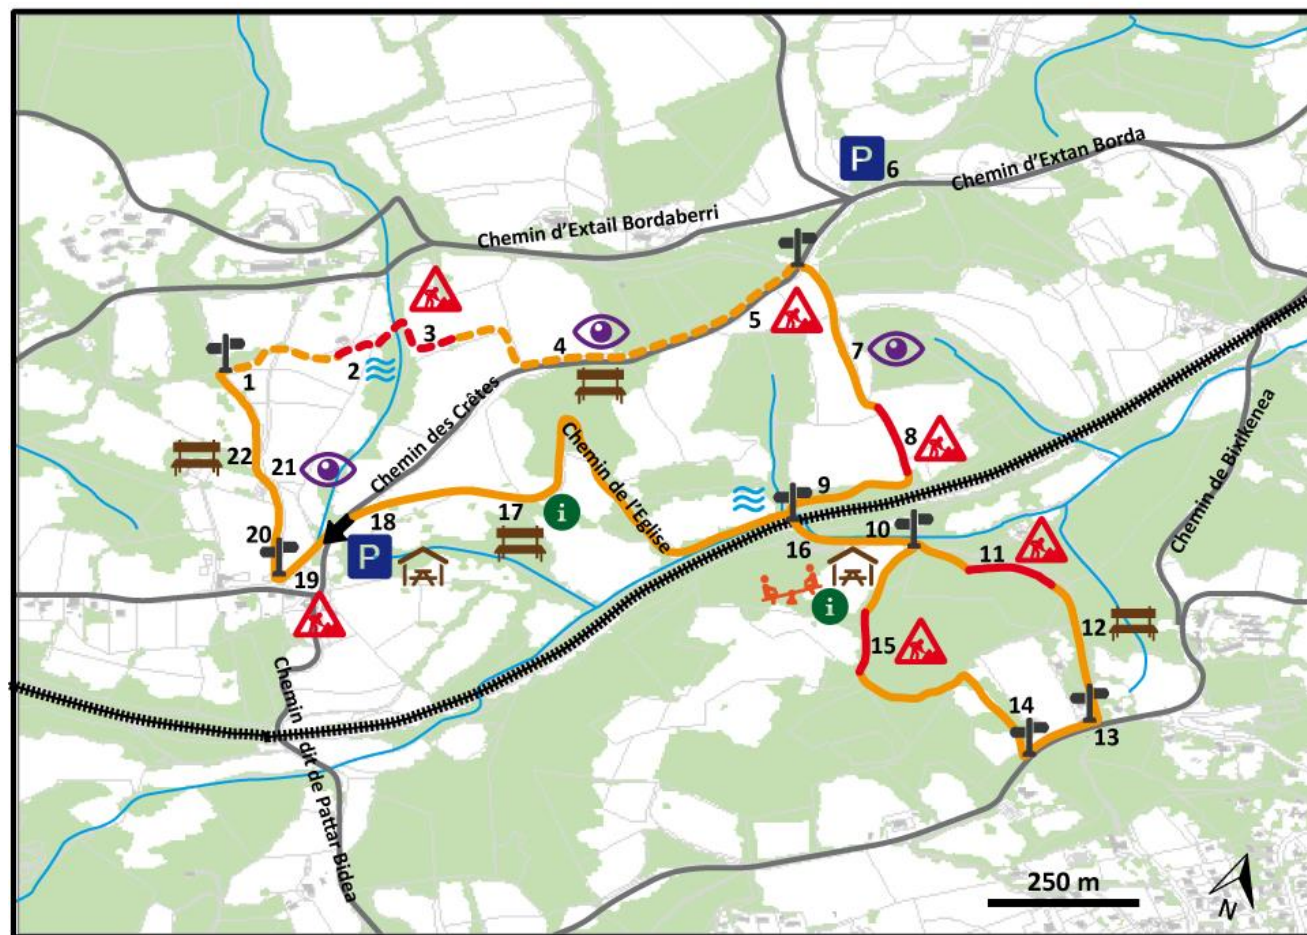 P
6
Chemin d'Extan Borda
Chemin d'Extail Bordaberri
5
3
4
7
2
1
Chemin des Crêtes
8
Chemin de Bixikenea
22
21
Chemin de l'Eglise
9
17
i
18
10
16
11
20
P
19
i
12
15
14
13
Chemin dit de Pattar Bidea
250 m
N